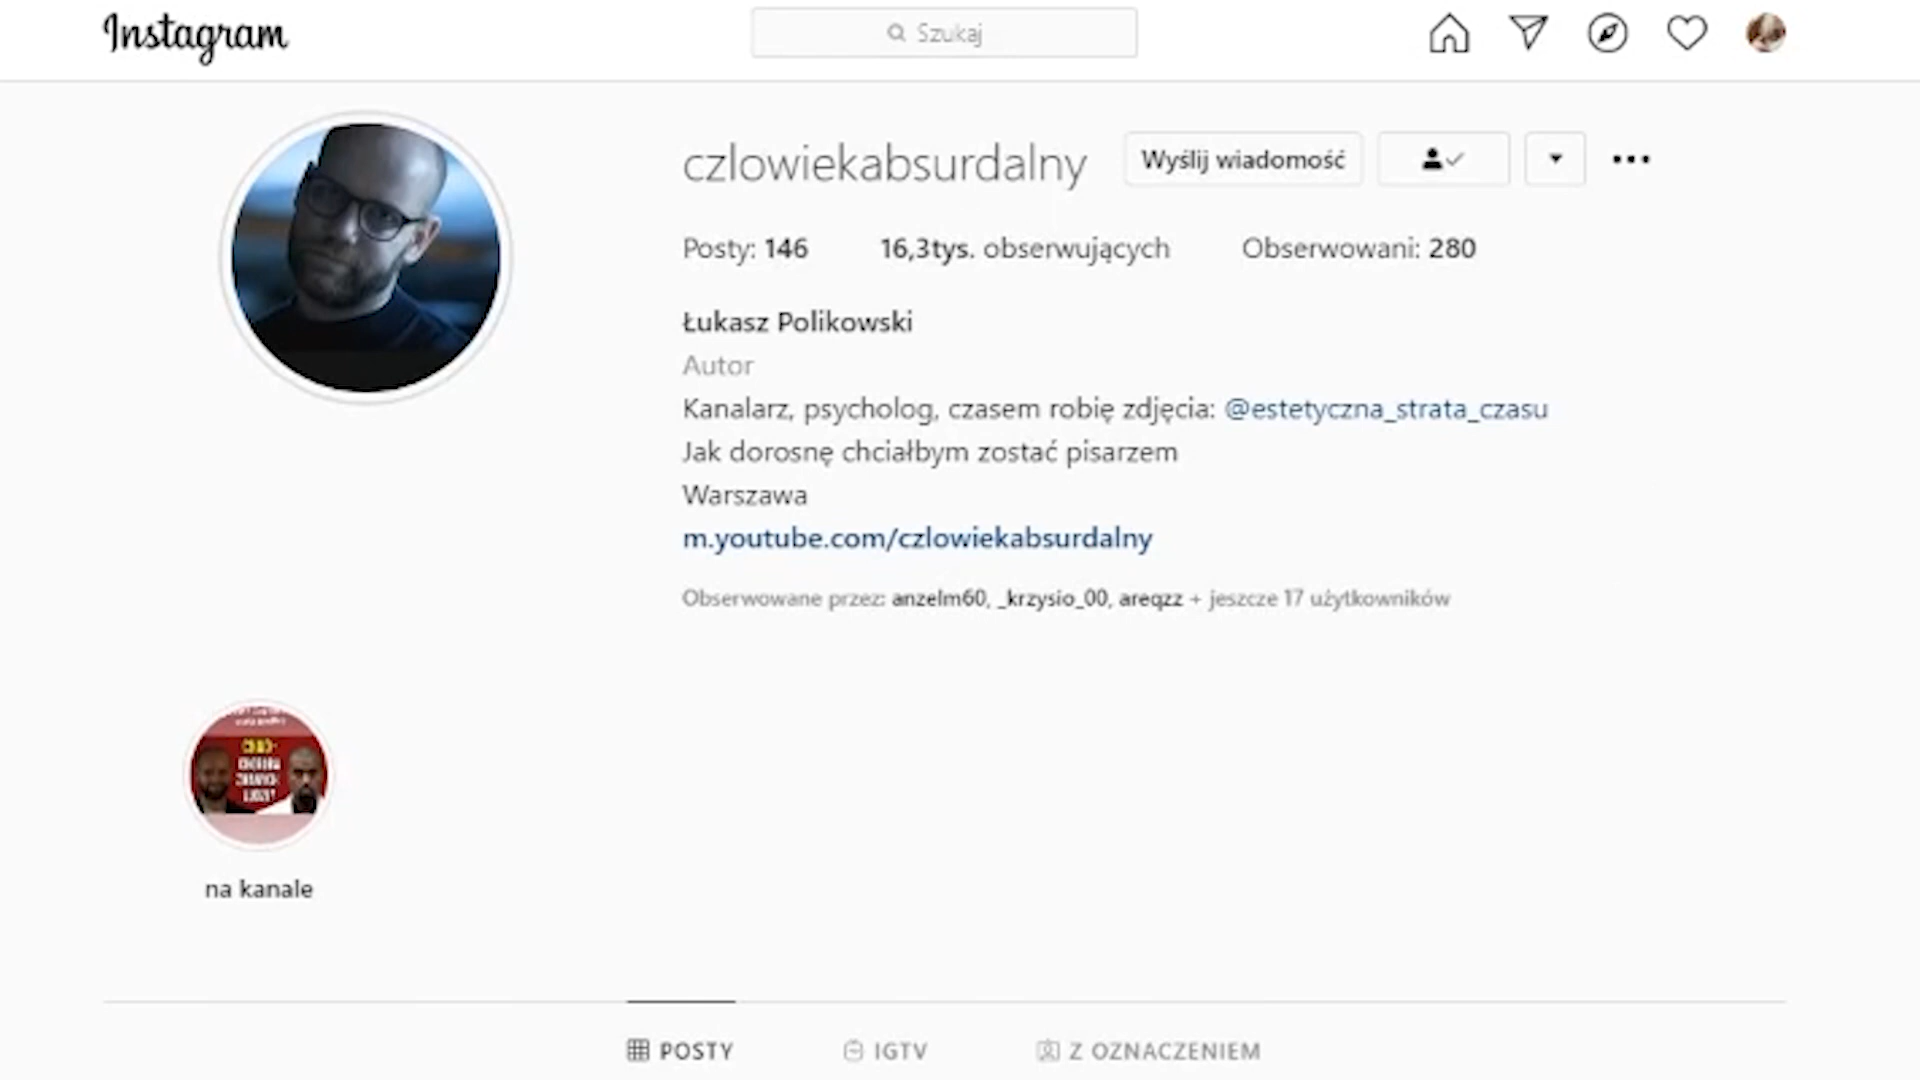 Instagram
Szukaj
czlowiekabsurdalny
Wyślij wiadomość
Posty: 146
16,3tys. obserwujących
Obserwowani: 280
Łukasz Polikowski
Autor
Kanalarz, psycholog, czasem robię zdjęcia: @estetyczna_strata_czasu
Jak dorosnę chciałbym zostać pisarzem
Warszawa
m.youtube.com/czlowiekabsurdalny
Obserwowane przez: anzelm60, _krzysio_00, areqzz + jeszcze 17 użytkowników
na kanale
POSTY
IGTV
Z OZNACZENIEM